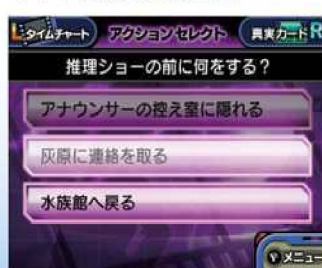 L タイムチャート アクションセレクト 真実カード R
推理ショーの前に何をする？
アナウンサーの控え室に隠れる
灰原に連絡を取る
水族館へ戻る
Y メニュー